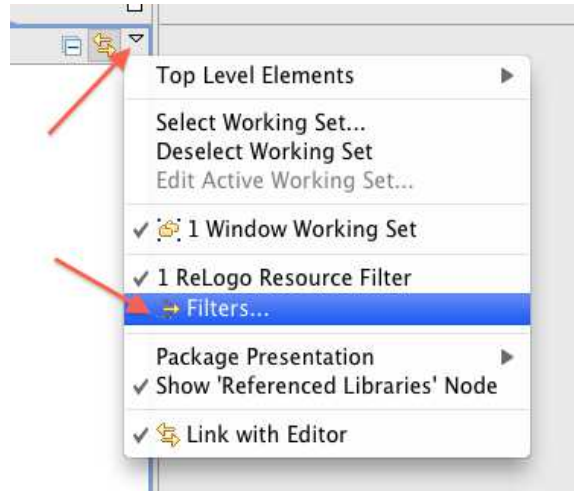 Top Level Elements
Select Working Set...
Deselect Working Set
Edit Active Working Set...
1 Window Working Set
1 ReLogo Resource Filter
Filters...
Package Presentation
Show 'Referenced Libraries' Node
Link with Editor